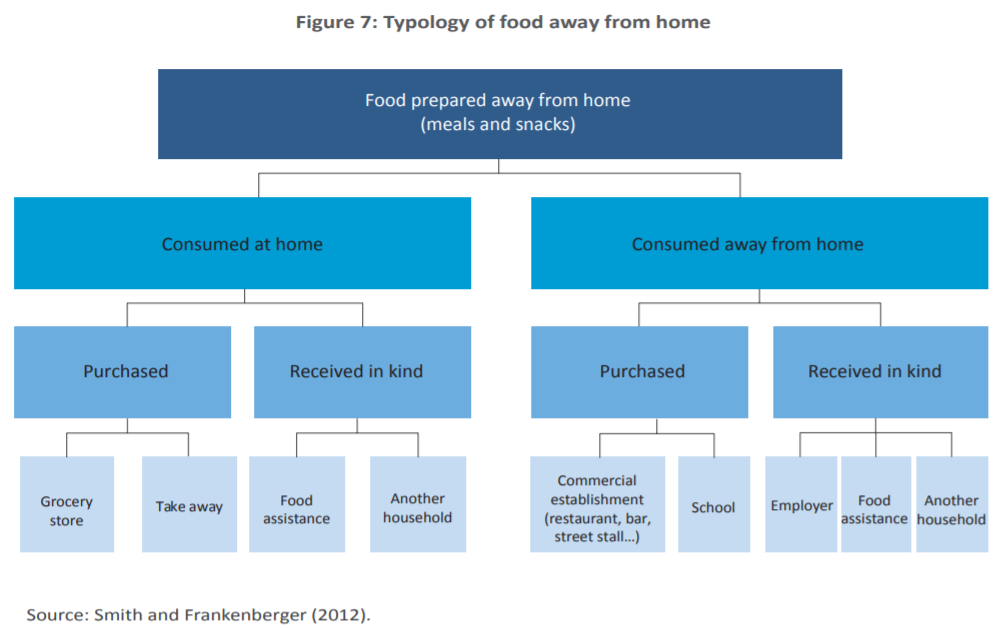 Figure 7: Typology of food away from home
Food prepared away from home
(meals and snacks)
Consumed at home
Consumed away from home
Purchased
Received in kind
Purchased
Received in kind
Grocery
store
Take away
Food
assistance
Another
household
Commercial
establishment
(restaurant, bar,
street stall...)
School
Employer
Food
assistance
Another
household
Source: Smith and Frankenberger (2012).